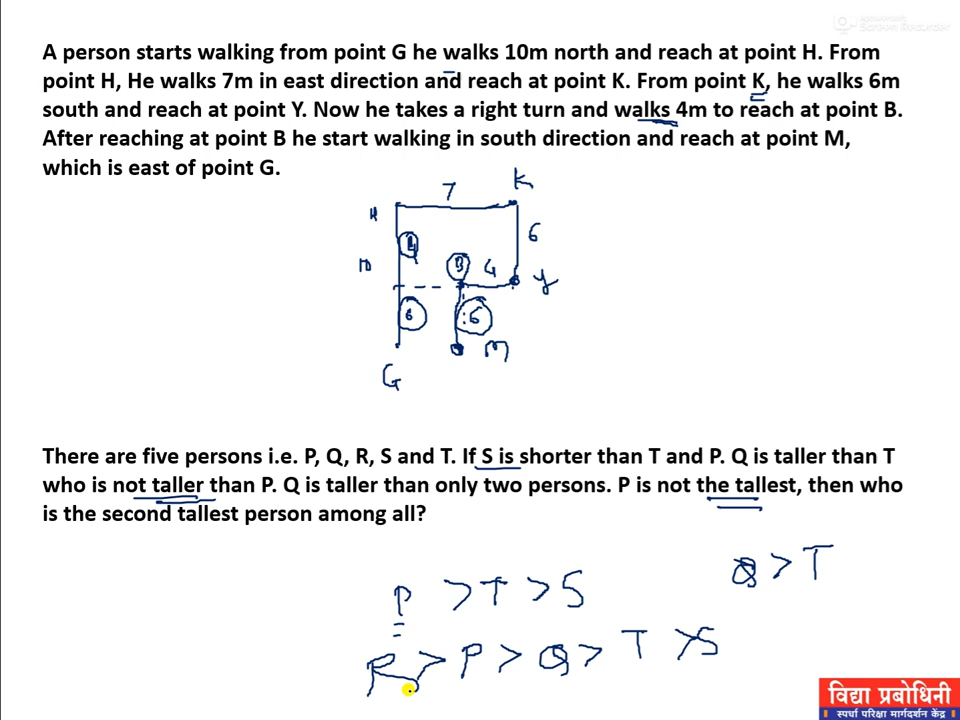 A person starts walking from point G he walks 10m north and reach at point H. From
point H, He walks 7m in east direction and reach at point K. From point K, he walks 6m
south and reach at point Y. Now he takes a right turn and walks 4m to reach at point B.
After reaching at point B he start walking in south direction and reach at point M,
which is east of point G.
7 K
H
6
10 B 4 Y
6 6
M
G
There are five persons i.e. P, Q, R, S and T. If S is shorter than T and P. Q is taller than T
who is not taller than P. Q is taller than only two persons. P is not the tallest, then who
is the second tallest person among all?
Q > T
P > T > S
R > P > Q > T > S
विद्या प्रबोधिनी
स्पर्धा परिक्षा मार्गदर्शन केंद्र